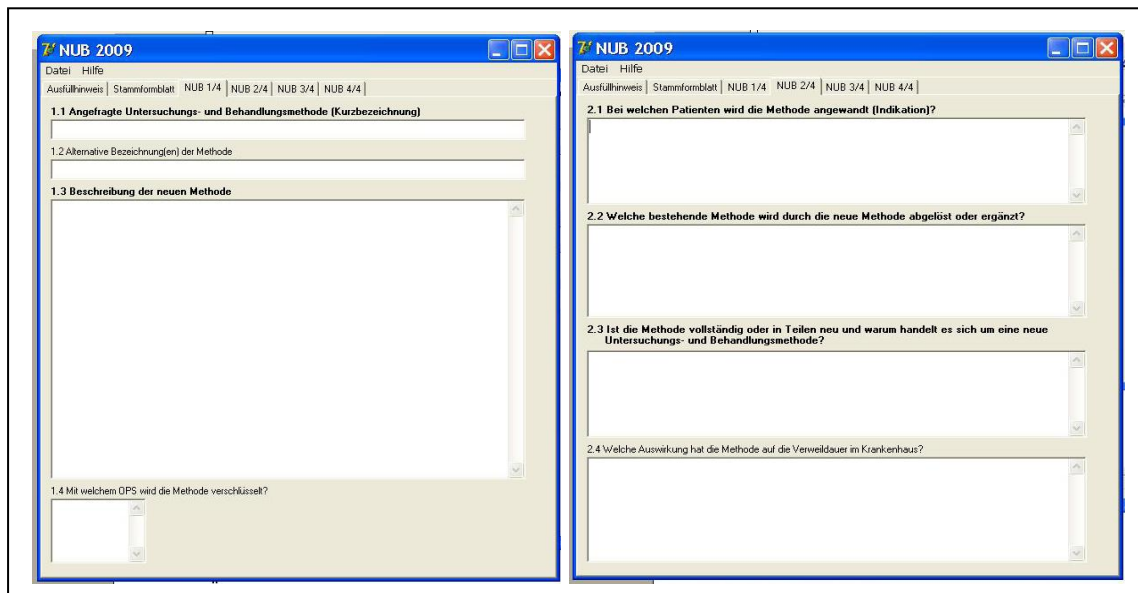 NUB 2009
Datei Hilfe
Ausfüllhinweis Stammformblatt NUB 1/4 NUB 2/4 NUB 3/4 NUB 4/4
1.1 Angefragte Untersuchungs- und Behandlungsmethode (Kurzbezeichnung)
1.2 Alternative Bezeichnung(en) der Methode
1.3 Beschreibung der neuen Methode
1.4 Mit welchem OPS wird die Methode verschlüsselt?
NUB 2009
Datei Hilfe
Ausfüllhinweis Stammformblatt NUB 1/4 NUB 2/4 NUB 3/4 NUB 4/4
2.1 Bei welchen Patienten wird die Methode angewandt (Indikation)?
2.2 Welche bestehende Methode wird durch die neue Methode abgelöst oder ergänzt?
2.3 Ist die Methode vollständig oder in Teilen neu und warum handelt es sich um eine neue
Untersuchungs- und Behandlungsmethode?
2.4 Welche Auswirkung hat die Methode auf die Verweildauer im Krankenhaus?